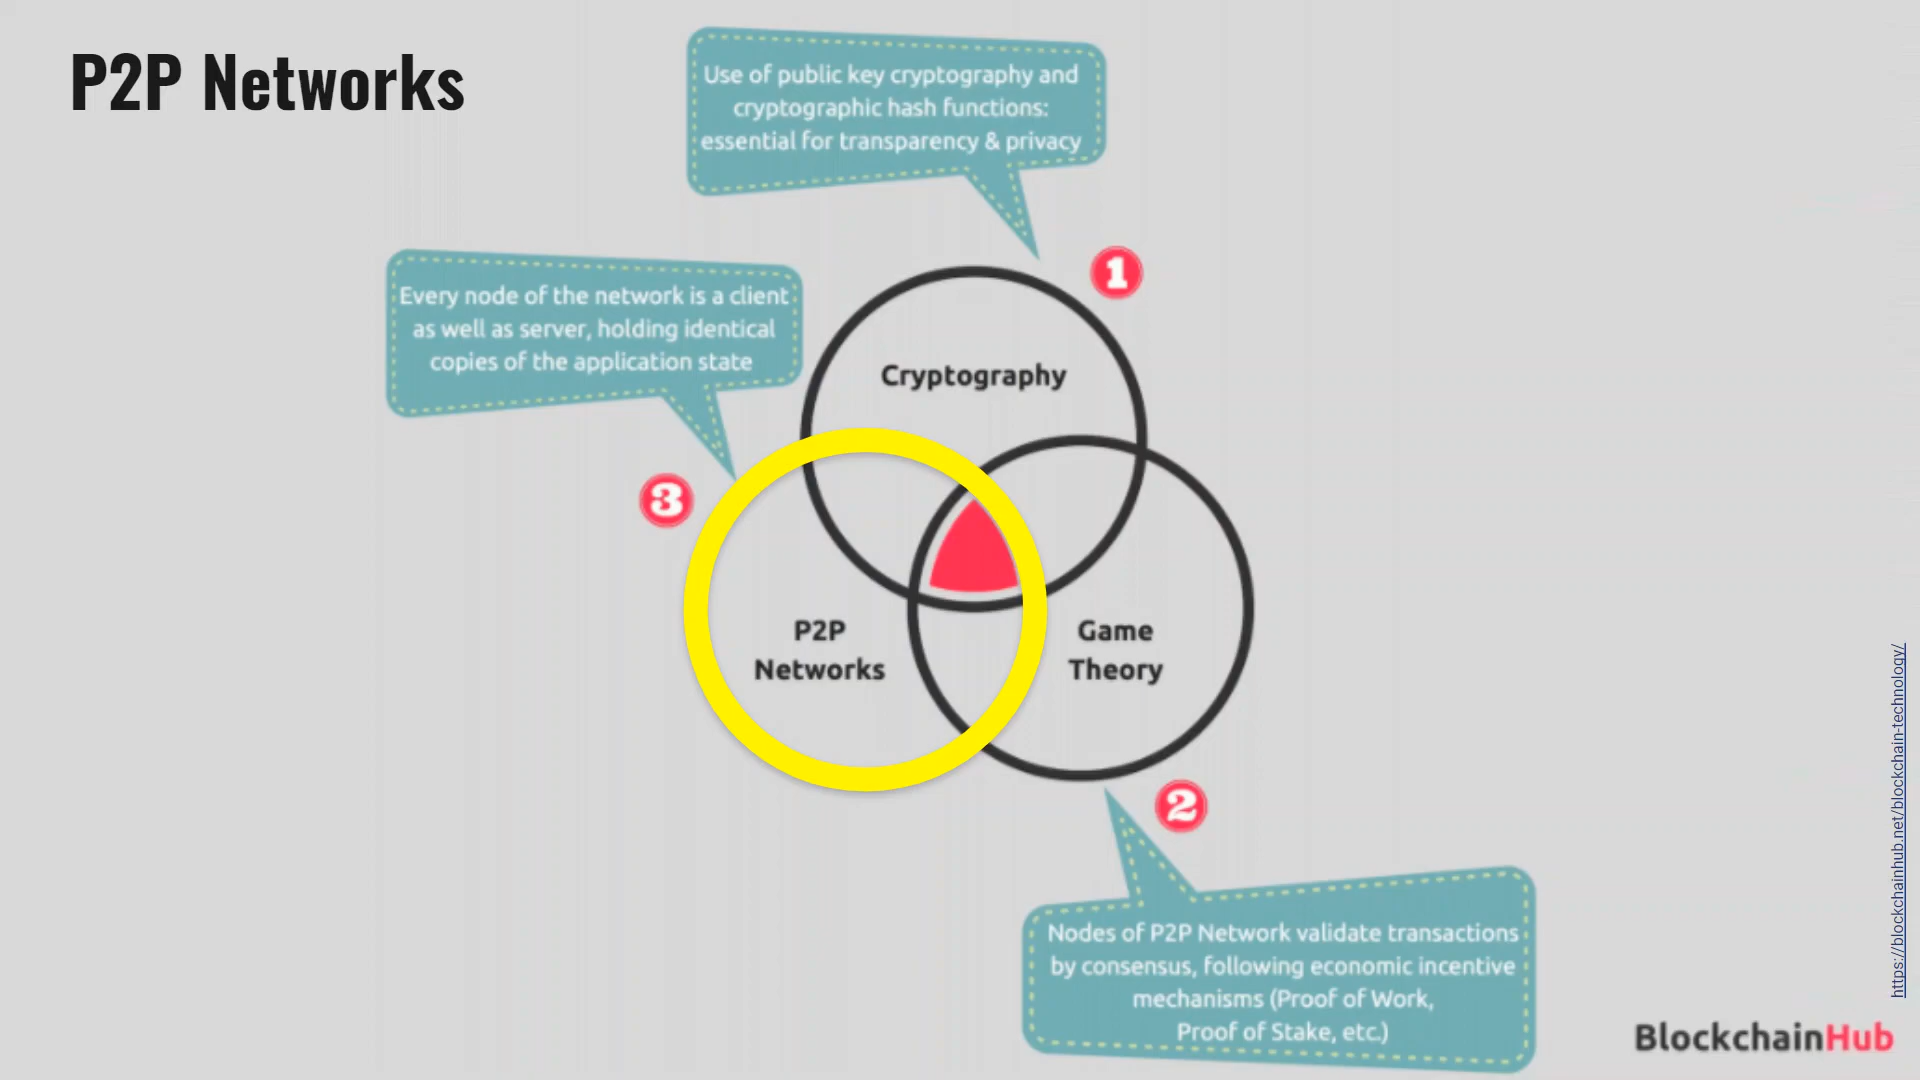 P2P Networks
Use of public key cryptography and
cryptographic hash functions:
essential for transparency & privacy
1
Every node of the network is a client
as well as server, holding identical
copies of the application state
3
Cryptography
P2P
Networks
Game
Theory
2
Nodes of P2P Network validate transactions
by consensus, following economic incentive
mechanisms (Proof of Work,
Proof of Stake, etc.)
https://blockchainhub.net/blockchain-technology/
BlockchainHub